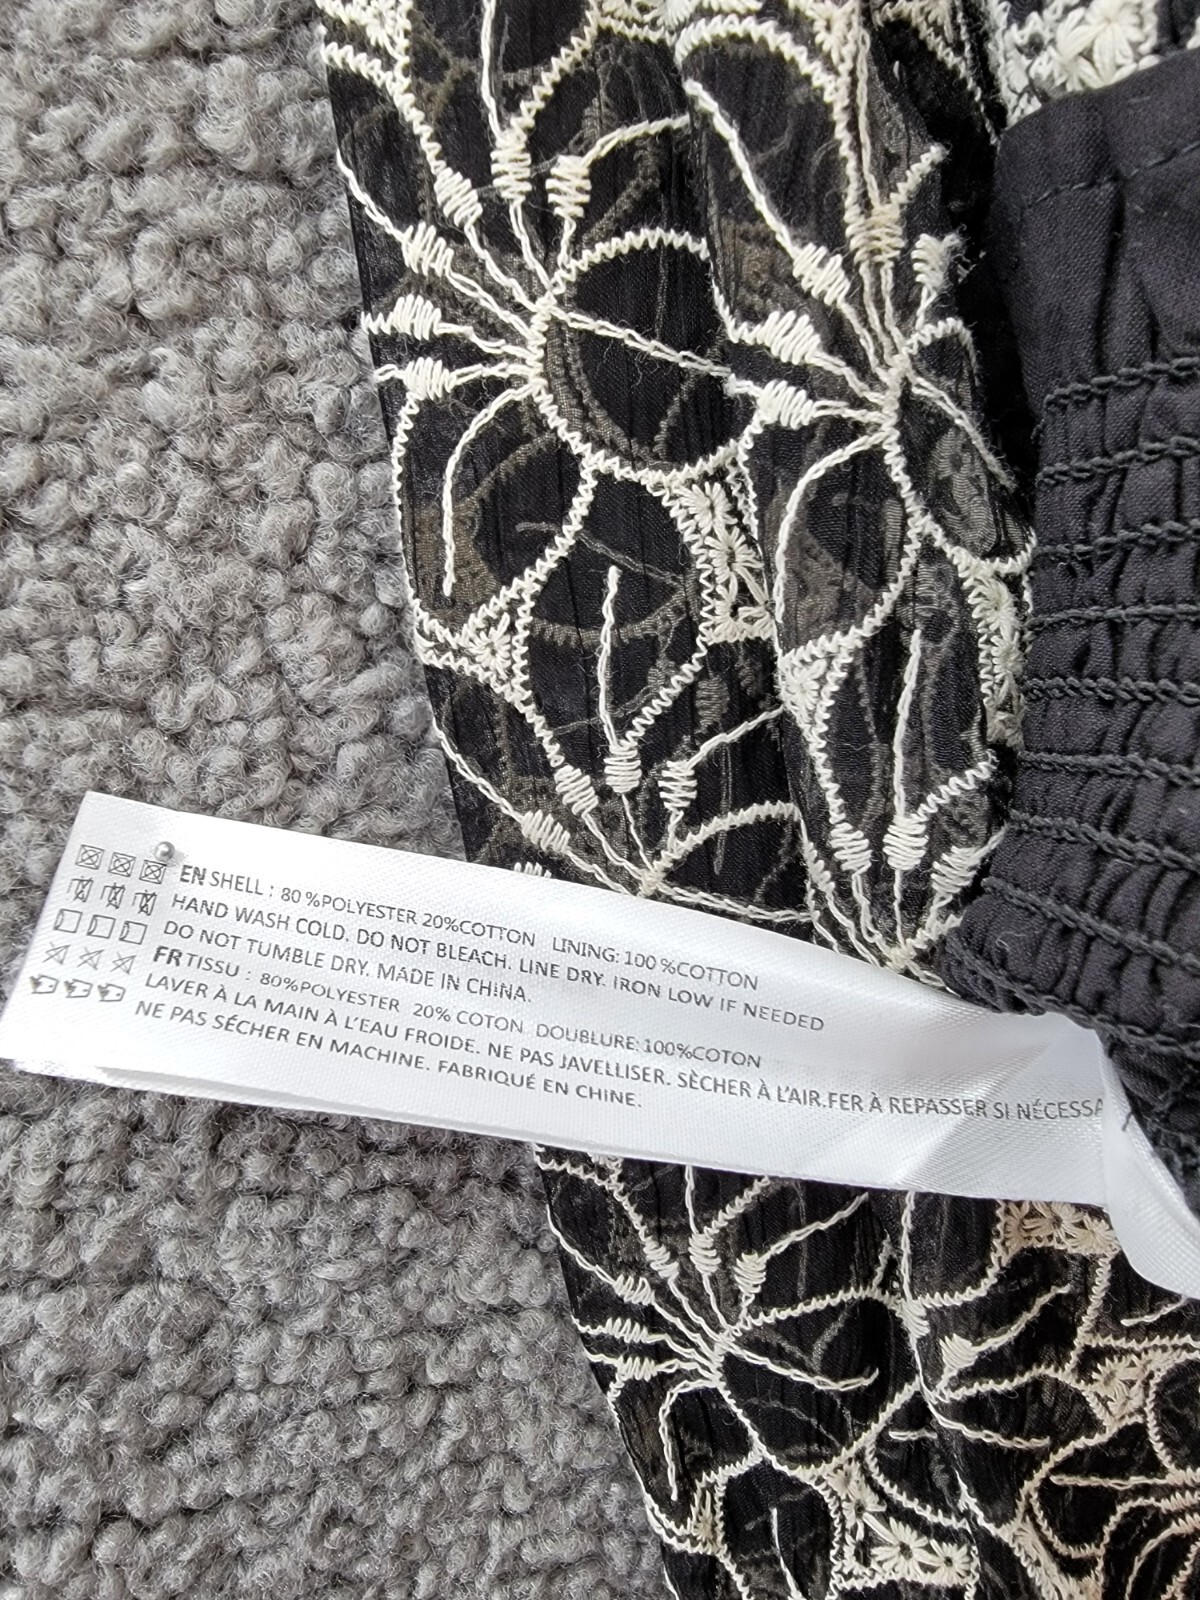 EN SHELL : 80 %POLYESTER 20%COTTON LINING: 100 %COTTON
HAND WASH COLD. DO NOT BLEACH. LINE DRY. IRON LOW IF NEEDED
DO NOT TUMBLE DRY. MADE IN CHINA.
FR TISSU : 80%POLYESTER 20% COTON DOUBLURE: 100%COTON
LAVER À LA MAIN À L'EAU FROIDE. NE PAS JAVELLISER. SÈCHER À L'AIR.FER À REPASSER SI NÉCESSA
NE PAS SÉCHER EN MACHINE. FABRIQUÉ EN CHINE.